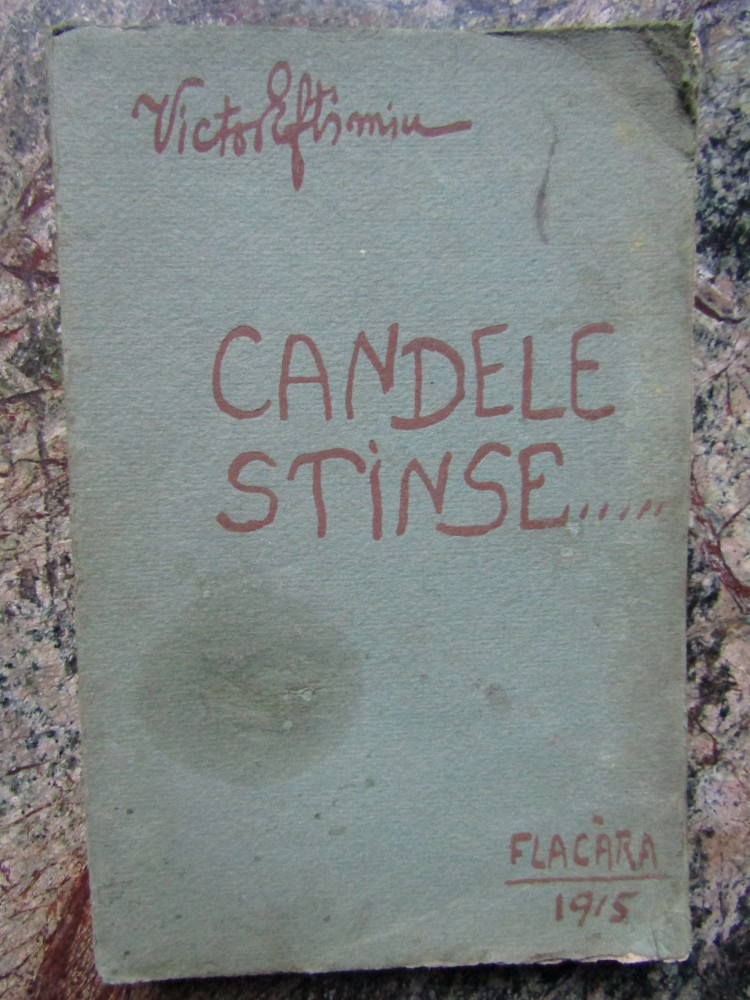 Victor Eftimiu
CANDELE
STINSE.....
FLACĂRA
1915